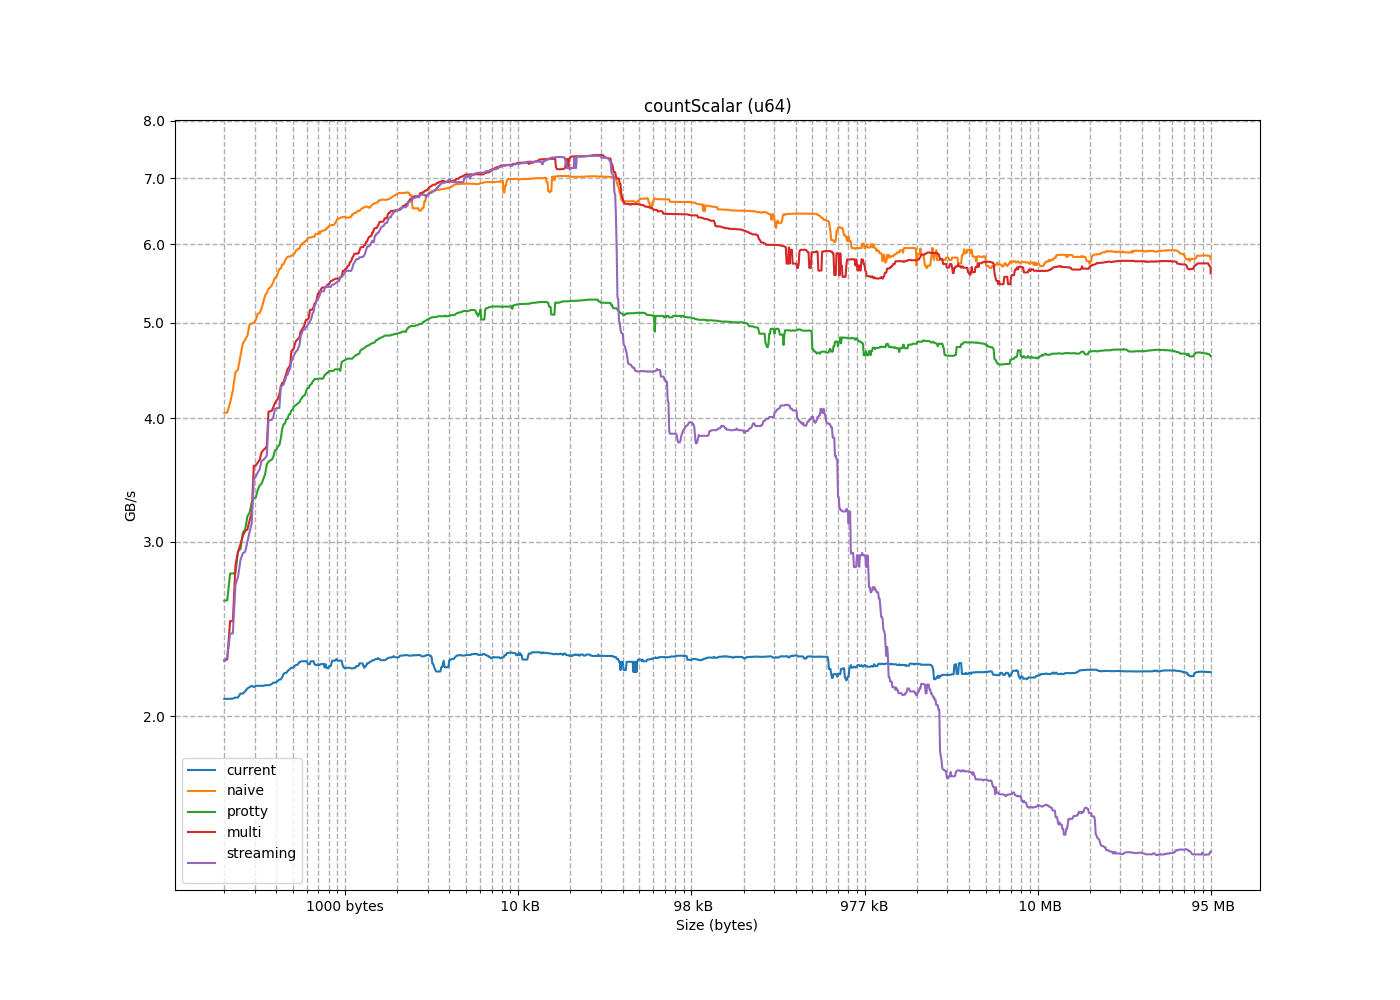 countScalar (u64)
8.0
7.0
6.0
5.0
4.0
3.0
2.0
GB/s
current
naive
protty
multi
streaming
1000 bytes 10 kB 98 kB 977 kB 10 MB 95 MB
Size (bytes)